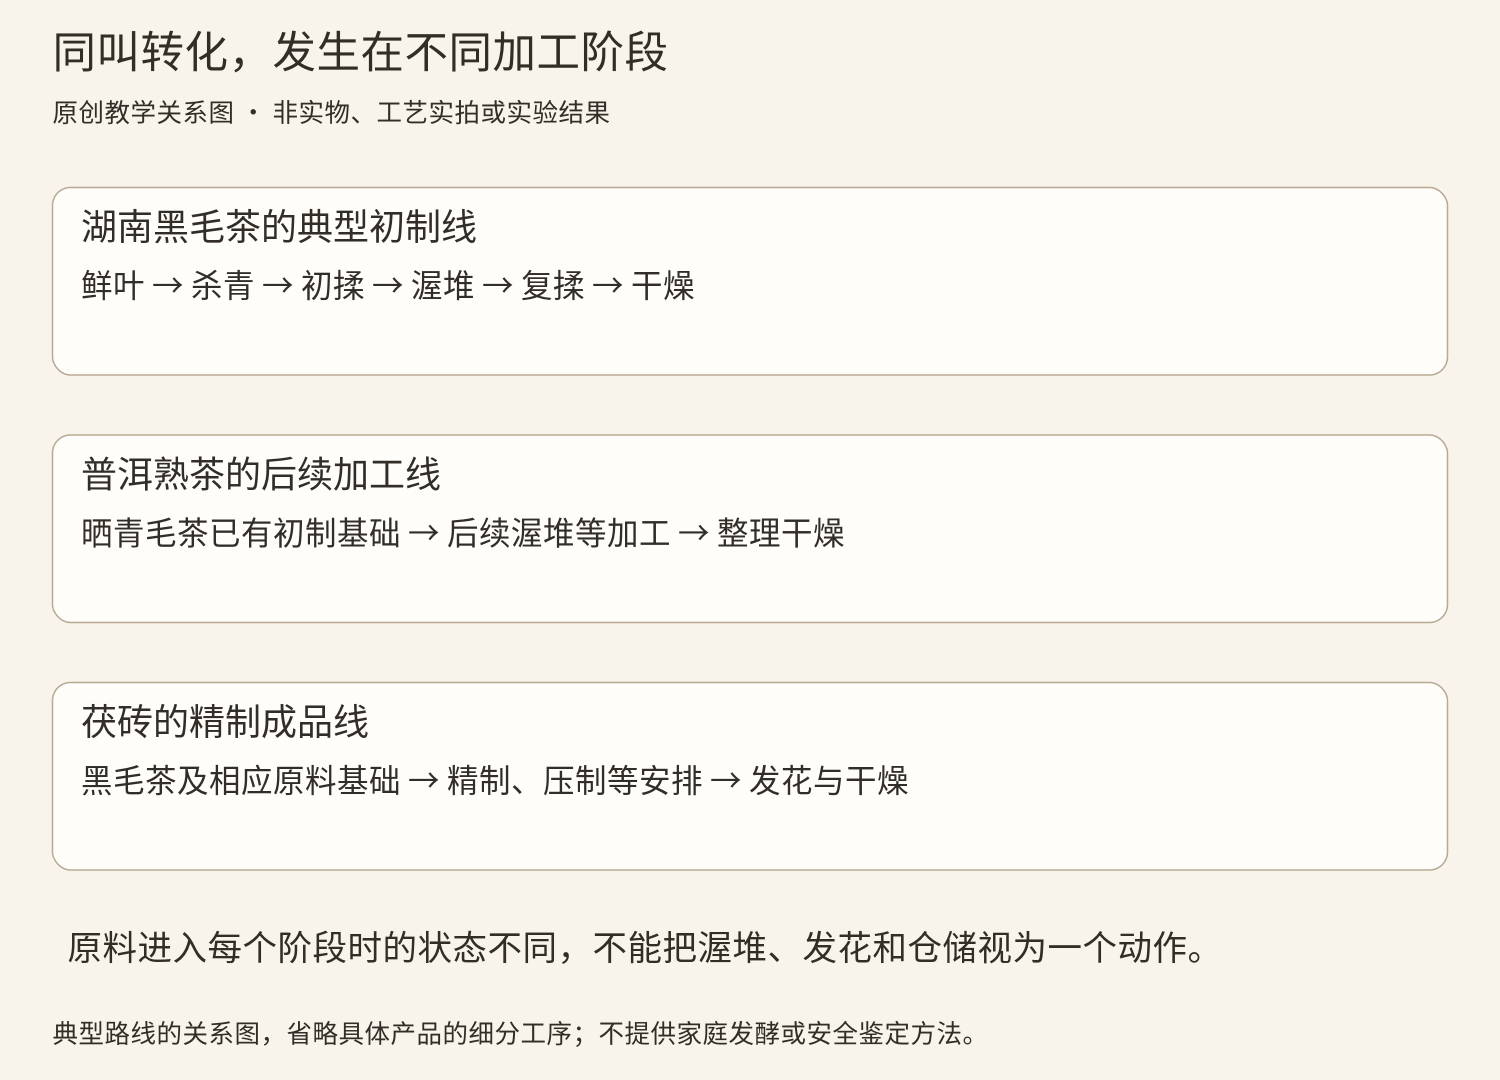 同叫转化，发生在不同加工阶段
原创教学关系图 · 非实物、工艺实拍或实验结果
湖南黑毛茶的典型初制线
鲜叶 → 杀青 → 初揉 → 渥堆 → 复揉 → 干燥
普洱熟茶的后续加工线
晒青毛茶已有初制基础 → 后续渥堆等加工 → 整理干燥
茯砖的精制成品线
黑毛茶及相应原料基础 → 精制、压制等安排 → 发花与干燥
原料进入每个阶段时的状态不同，不能把渥堆、发花和仓储视为一个动作。
典型路线的关系图，省略具体产品的细分工序；不提供家庭发酵或安全鉴定方法。